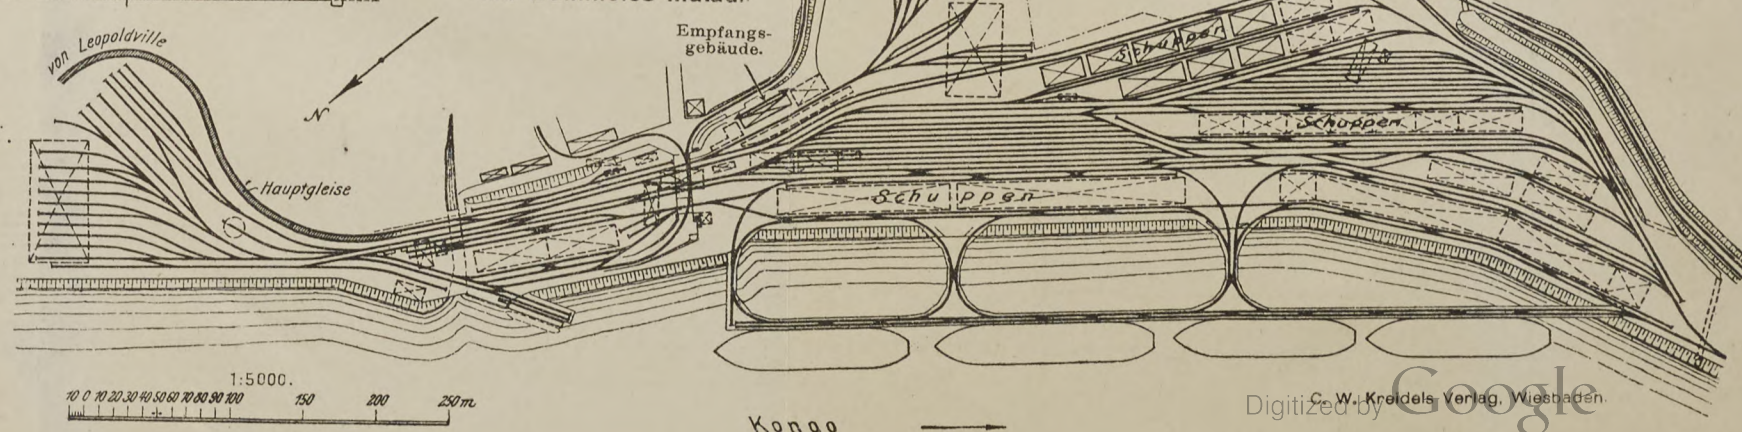 Empfangs-
gebäude.
von Leopoldville
N
Schuppen
Schuppen
Hauptgleise
Schuppen
1:5000.
10 0 10 20 30 40 50 60 70 80 90 100 150 200 250 m
Kongo
C. W. Kreidels Verlag, Wiesbaden.
Digitized by Google